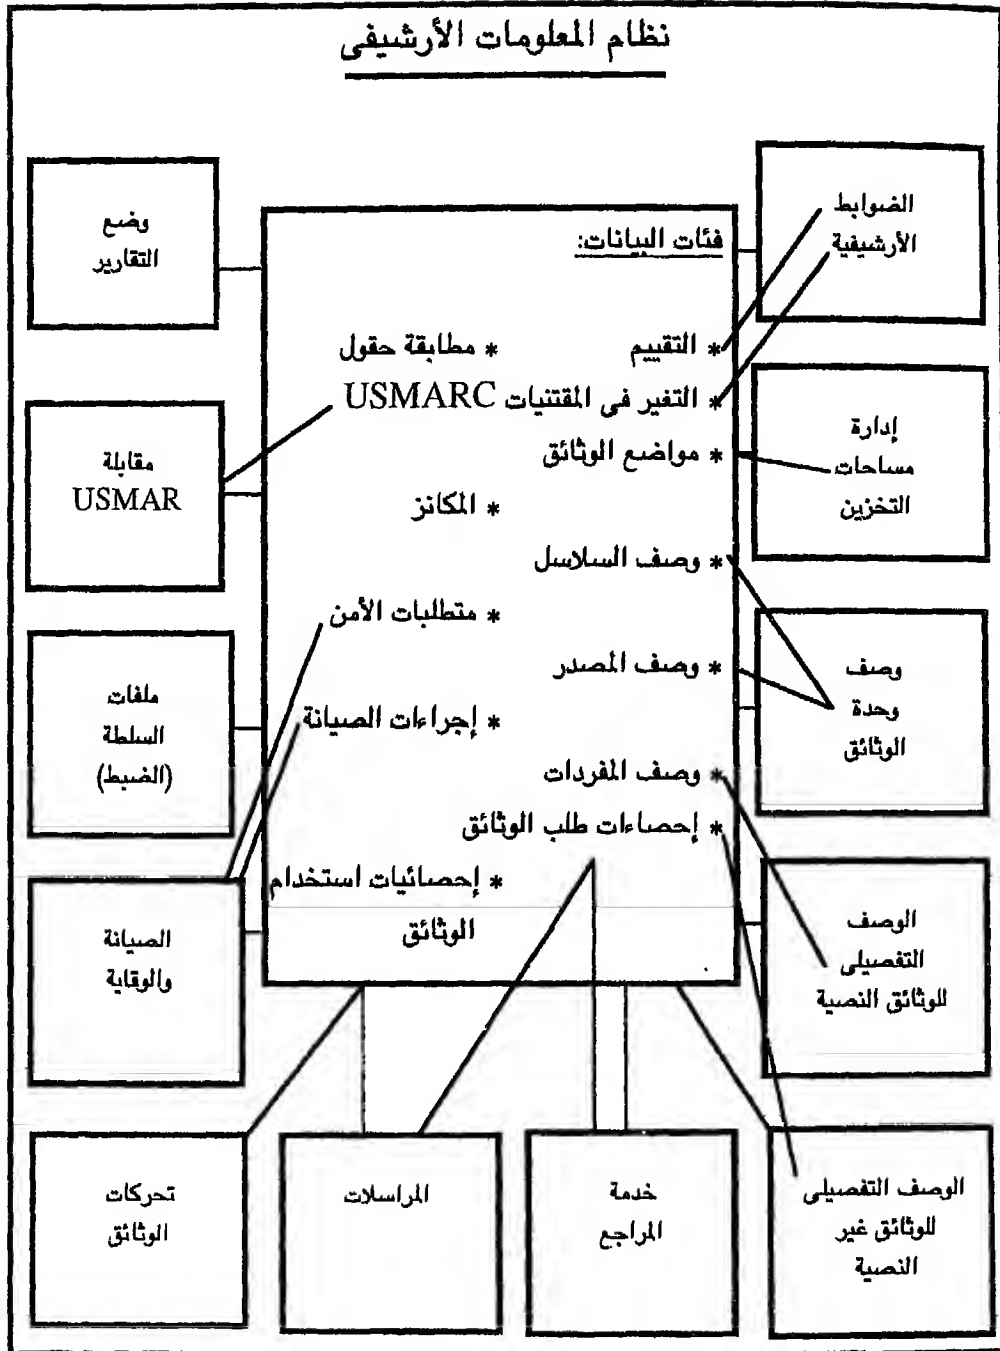 نظام المعلومات الأرشيفى
الضوابط
الأرشيفية
إدارة
مساحات
التخزين
وصف
وحدة
الوثائق
الوصف
التفصيلى
للوثائق النصية
الوصف التفصيلى
للوثائق غير
النصية
فئات البيانات:
* التقييم
* التغير فى المقتنيات
* مواضع الوثائق
* وصف السلاسل
* وصف المصدر
* وصف المفردات
* إحصاءات طلب الوثائق
* مطابقة حقول
USMARC
* المكانز
* متطلبات الأمن
* إجراءات الصيانة
* إحصائيات استخدام
الوثائق
خدمة
المراجع
المراسلات
وضع
التقارير
مقابلة
USMAR
ملفات
السلطة
(الضبط)
الصيانة
والوقاية
تحركات
الوثائق